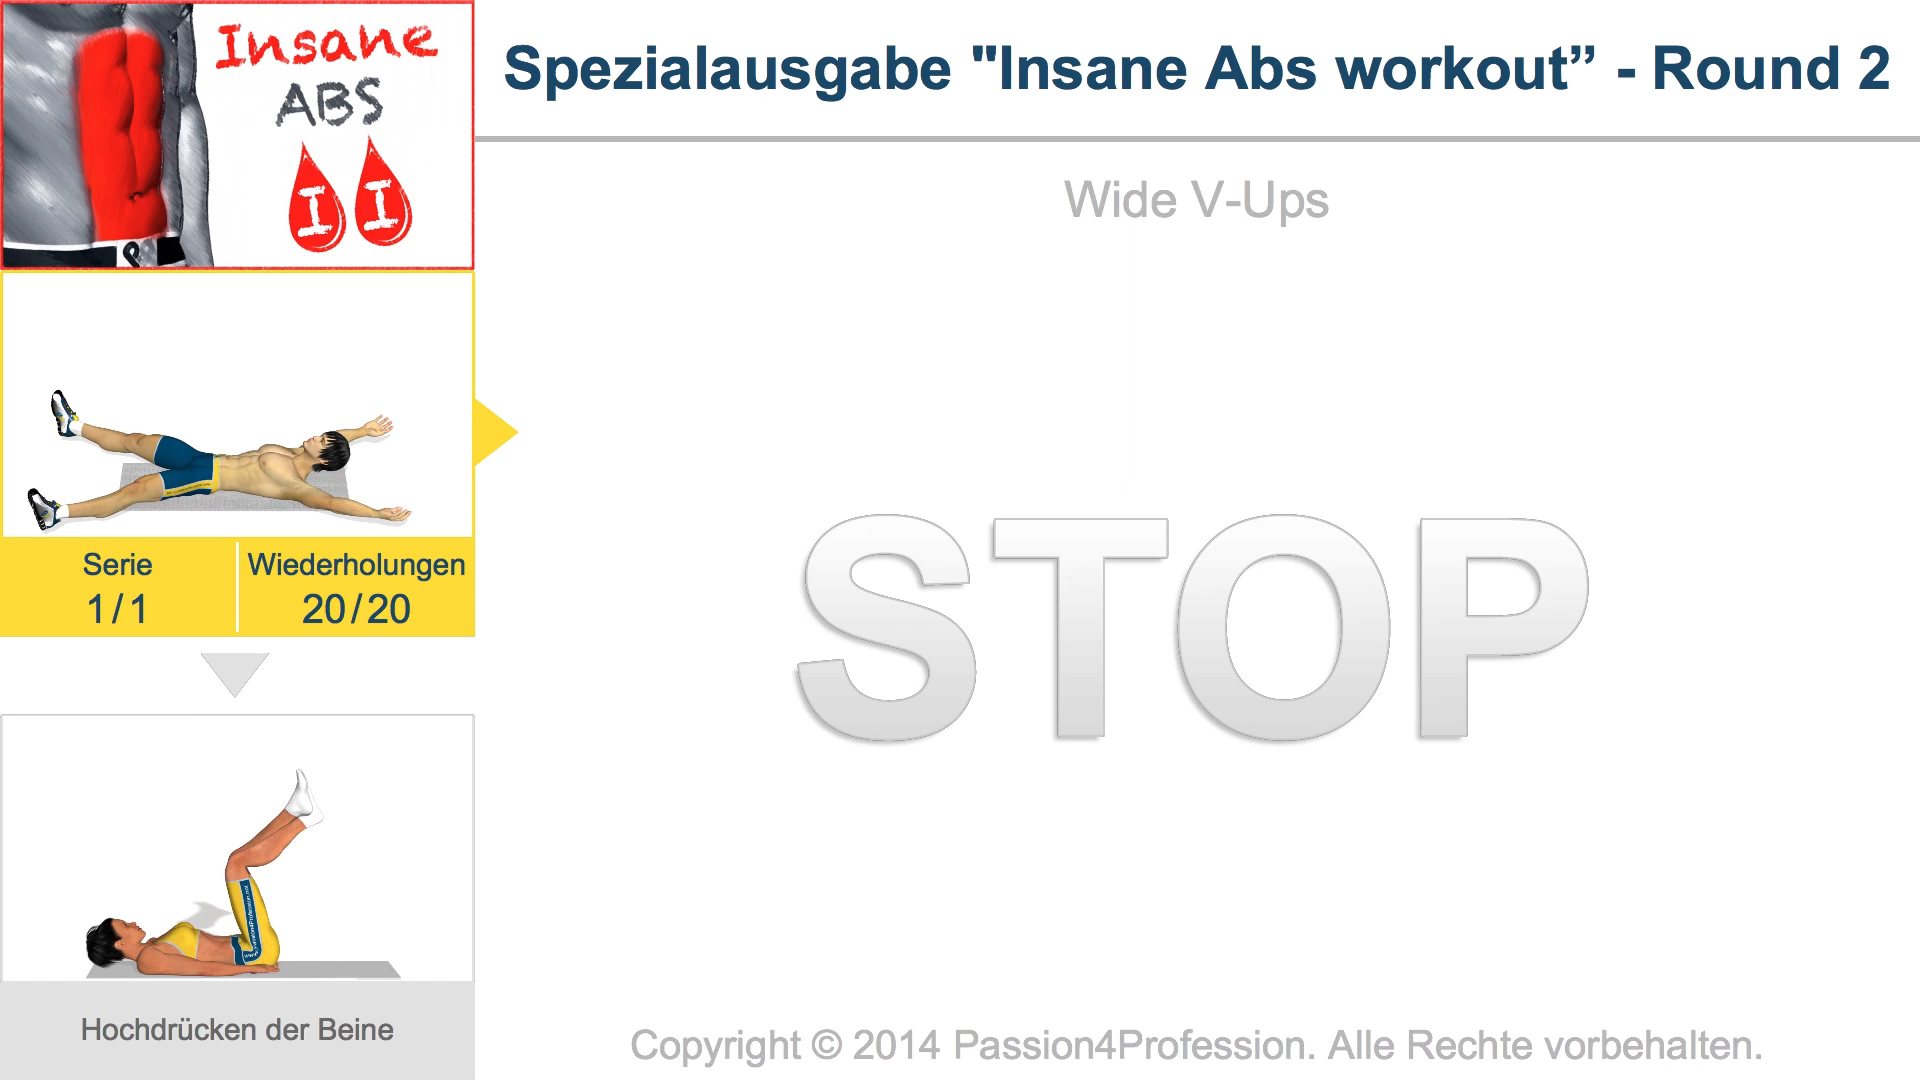 Insane
ABS
I I
Spezialausgabe "Insane Abs workout” - Round 2
Wide V-Ups
STOP
Serie
1/1
Wiederholungen
20/20
Hochdrücken der Beine
Copyright © 2014 Passion4Profession. Alle Rechte vorbehalten.